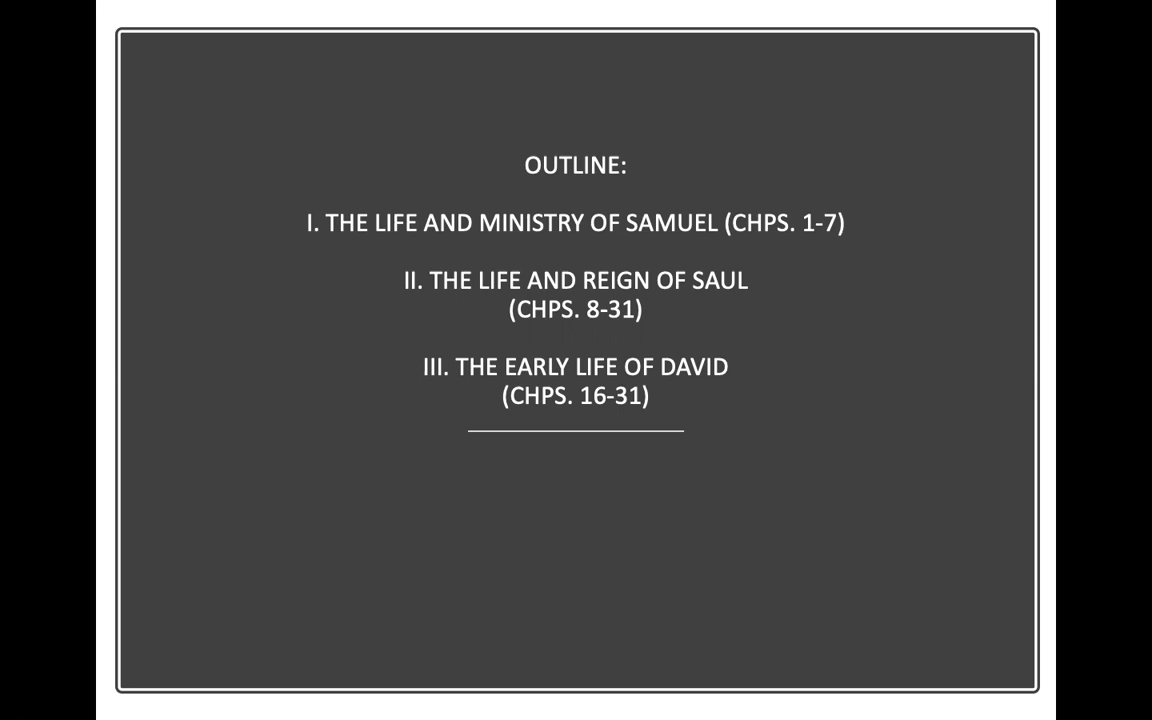 OUTLINE:
I. THE LIFE AND MINISTRY OF SAMUEL (CHPS. 1-7)
II. THE LIFE AND REIGN OF SAUL
(CHPS. 8-31)
III. THE EARLY LIFE OF DAVID
(CHPS. 16-31)